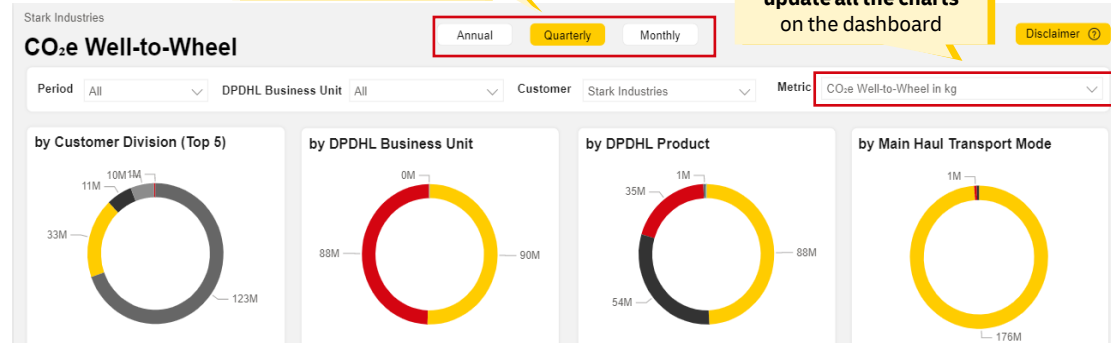 update all the charts
on the dashboard
Stark Industries
CO₂e Well-to-Wheel
Annual
Quarterly
Monthly
Disclaimer ?
Period All
DPDHL Business Unit All
Customer Stark Industries
Metric CO₂e Well-to-Wheel in kg
by Customer Division (Top 5)
10M
1M
11M
33M
123M
by DPDHL Business Unit
0M
88M
90M
by DPDHL Product
1M
35M
88M
54M
by Main Haul Transport Mode
1M
176M